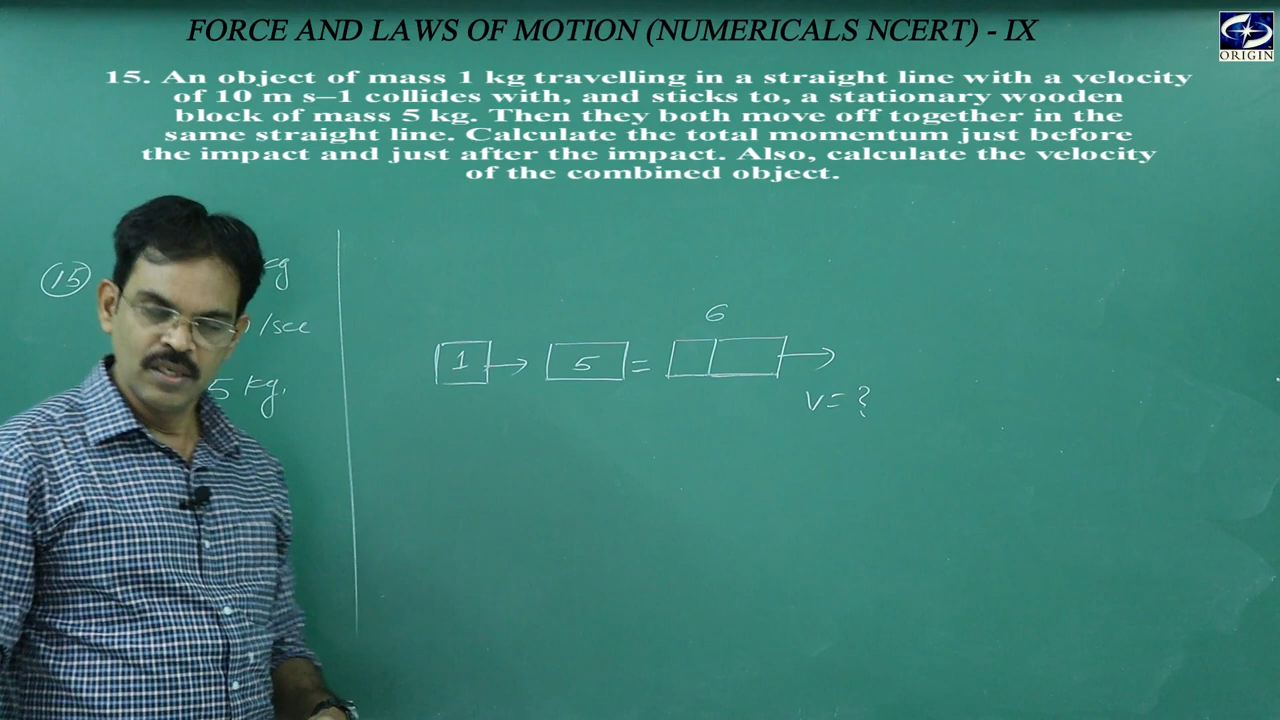 FORCE AND LAWS OF MOTION (NUMERICALS NCERT) - IX
ORIGIN
15. An object of mass 1 kg travelling in a straight line with a velocity
of 10 m s–1 collides with, and sticks to, a stationary wooden
block of mass 5 kg. Then they both move off together in the
same straight line. Calculate the total momentum just before
the impact and just after the impact. Also, calculate the velocity
of the combined object.
15
/sec
5 kg.
6
1 → 5 = →
v = ?